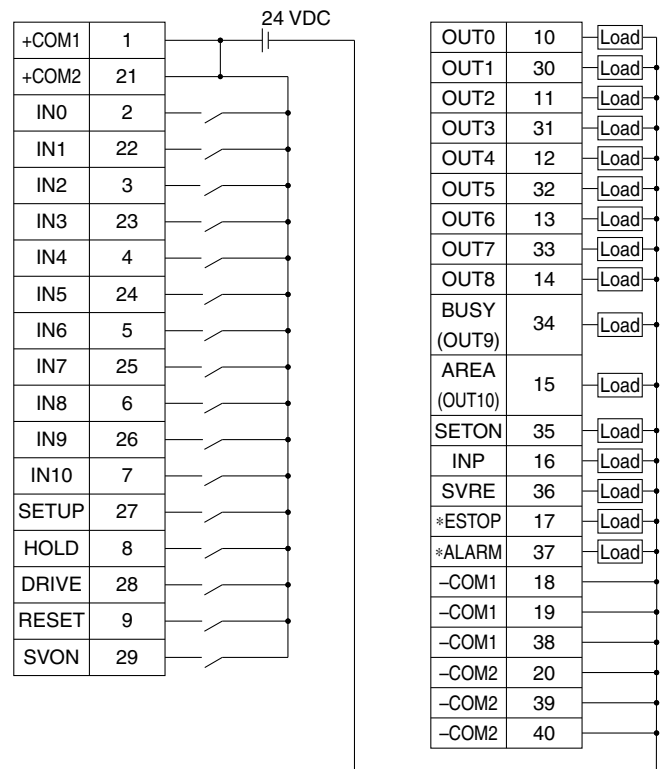 24 VDC
+COM1 1
+COM2 21
IN0 2
IN1 22
IN2 3
IN3 23
IN4 4
IN5 24
IN6 5
IN7 25
IN8 6
IN9 26
IN10 7
SETUP 27
HOLD 8
DRIVE 28
RESET 9
SVON 29
OUT0 10 Load
OUT1 30 Load
OUT2 11 Load
OUT3 31 Load
OUT4 12 Load
OUT5 32 Load
OUT6 13 Load
OUT7 33 Load
OUT8 14 Load
BUSY
(OUT9) 34 Load
AREA
(OUT10) 15 Load
SETON 35 Load
INP 16 Load
SVRE 36 Load
*ESTOP 17 Load
*ALARM 37 Load
–COM1 18
–COM1 19
–COM1 38
–COM2 20
–COM2 39
–COM2 40